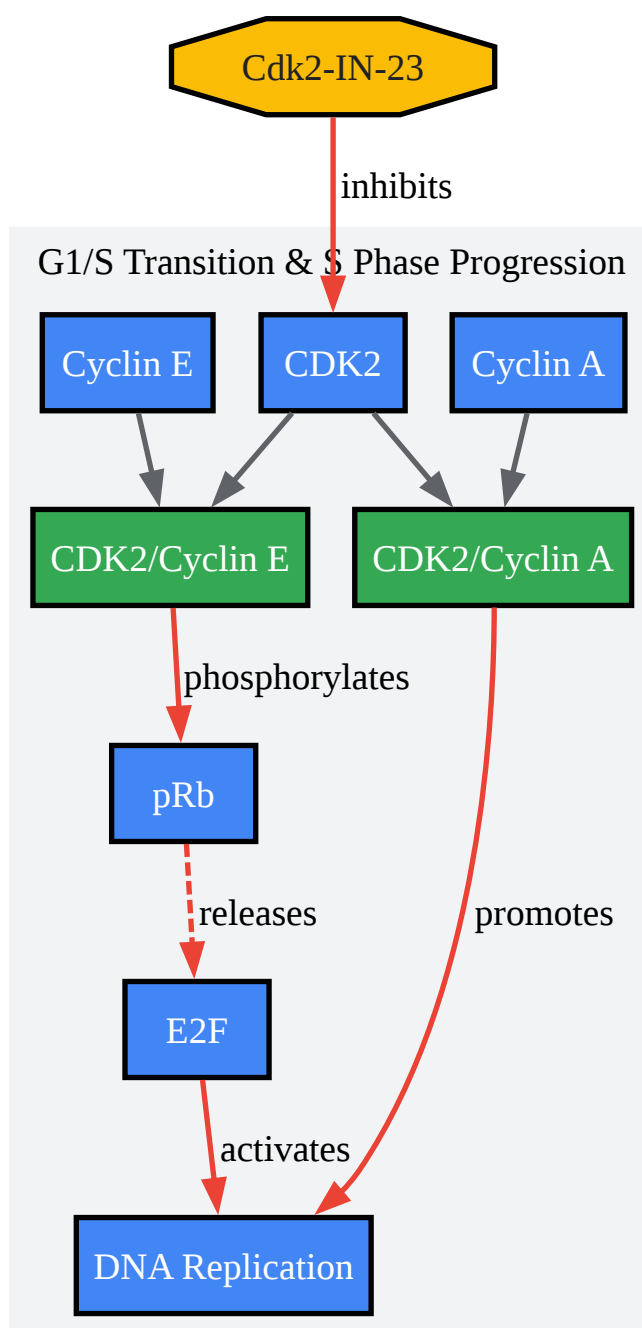 Cdk2-IN-23
inhibits
G1/S Transition & S Phase Progression
Cyclin E
CDK2
Cyclin A
CDK2/Cyclin E
CDK2/Cyclin A
phosphorylates
pRb
releases
promotes
E2F
activates
DNA Replication